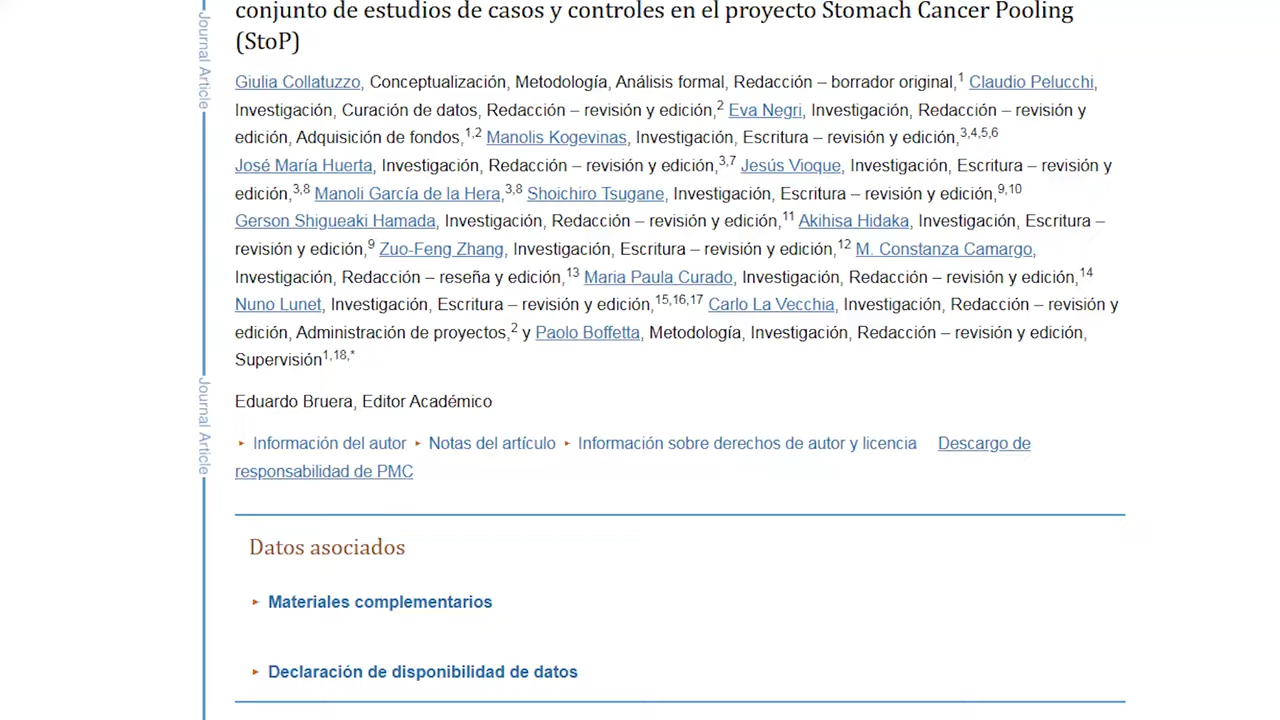 conjunto de estudios de casos y controles en el proyecto Stomach Cancer Pooling
(StoP)
Giulia Collatuzzo, Conceptualización, Metodología, Análisis formal, Redacción – borrador original,1 Claudio Pelucchi,
Investigación, Curación de datos, Redacción – revisión y edición,2 Eva Negri, Investigación, Redacción – revisión y
edición, Adquisición de fondos,1,2 Manolis Kogevinas, Investigación, Escritura – revisión y edición,3,4,5,6
José María Huerta, Investigación, Redacción – revisión y edición,3,7 Jesús Vioque, Investigación, Escritura – revisión y
edición,3,8 Manoli García de la Hera,3,8 Shoichiro Tsugane, Investigación, Escritura – revisión y edición,9,10
Gerson Shigueaki Hamada, Investigación, Redacción – revisión y edición,11 Akihisa Hidaka, Investigación, Escritura –
revisión y edición,9 Zuo-Feng Zhang, Investigación, Escritura – revisión y edición,12 M. Constanza Camargo,
Investigación, Redacción – reseña y edición,13 Maria Paula Curado, Investigación, Redacción – revisión y edición,14
Nuno Lunet, Investigación, Escritura – revisión y edición,15,16,17 Carlo La Vecchia, Investigación, Redacción – revisión y
edición, Administración de proyectos,2 y Paolo Boffetta, Metodología, Investigación, Redacción – revisión y edición,
Supervisión1,18,*
Eduardo Bruera, Editor Académico
Información del autor ▸ Notas del artículo ▸ Información sobre derechos de autor y licencia Descargo de
responsabilidad de PMC
Datos asociados
Materiales complementarios
Declaración de disponibilidad de datos
Journal Article
Journal Article